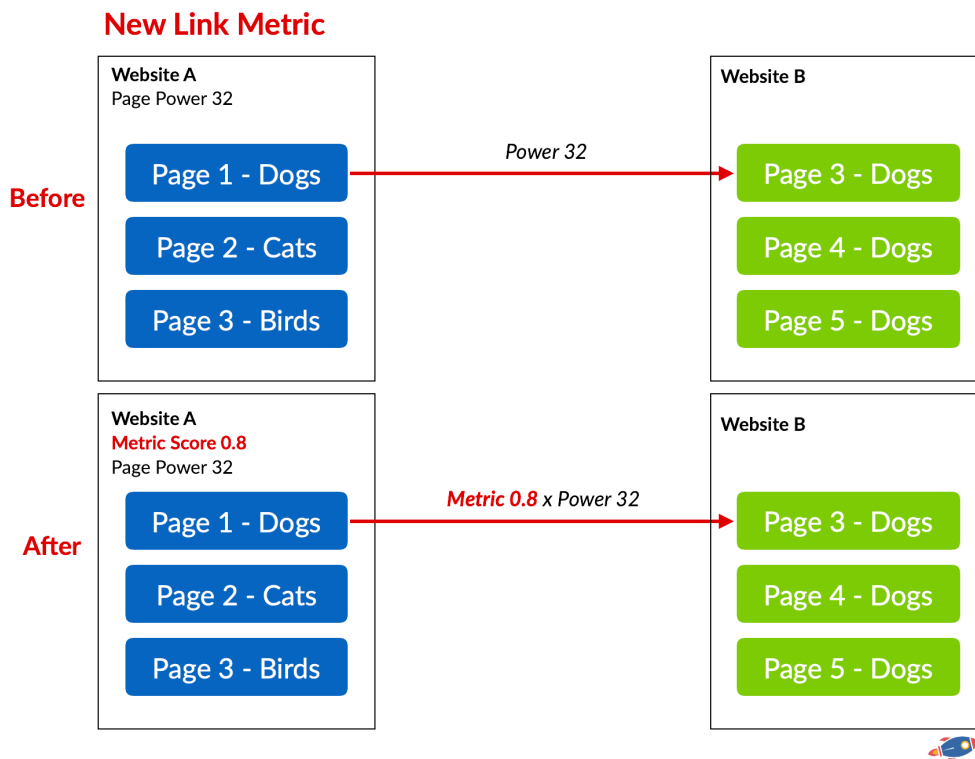 New Link Metric
Before
Website A
Page Power 32
Page 1 - Dogs
Page 2 - Cats
Page 3 - Birds
Power 32
Website B
Page 3 - Dogs
Page 4 - Dogs
Page 5 - Dogs
After
Website A
Metric Score 0.8
Page Power 32
Page 1 - Dogs
Page 2 - Cats
Page 3 - Birds
Metric 0.8 x Power 32
Website B
Page 3 - Dogs
Page 4 - Dogs
Page 5 - Dogs